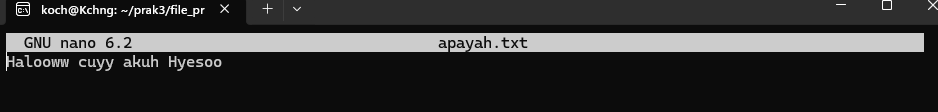 koch@Kchng: ~/prak3/file_pr
GNU nano 6.2 apayah.txt
Halooww cuyy akuh Hyesoo